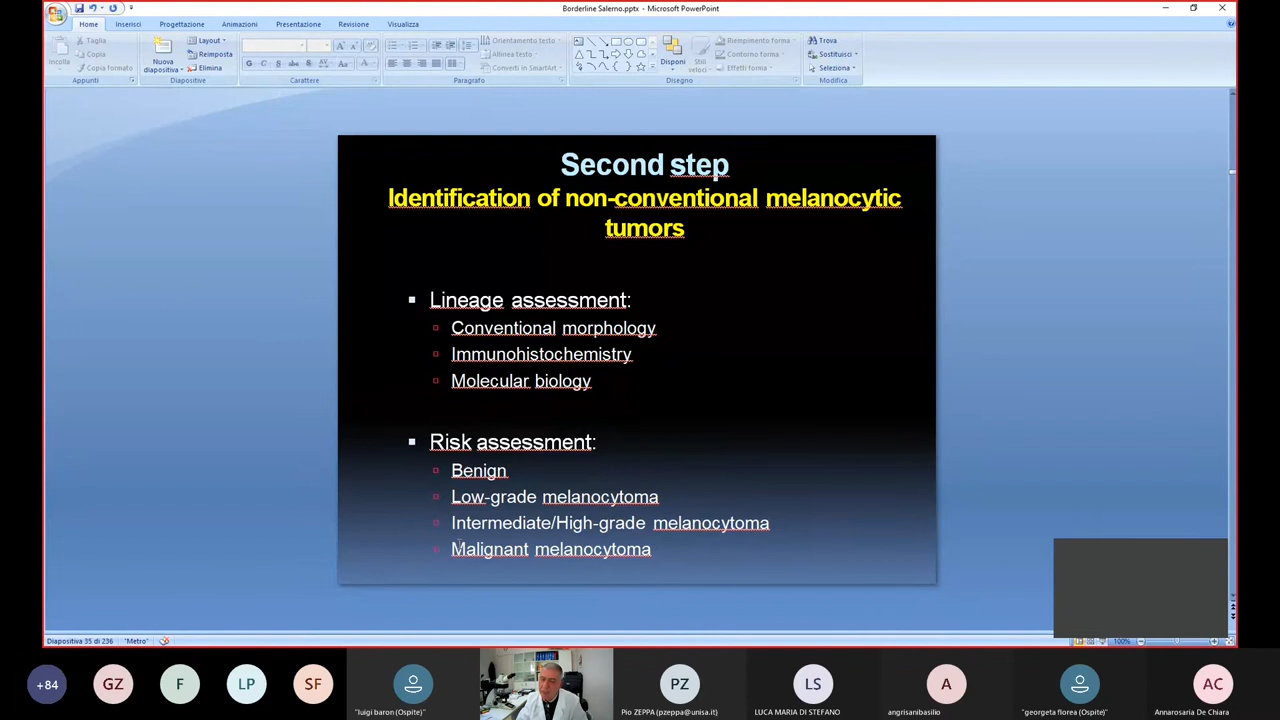 Borderline Salerno.pptx - Microsoft PowerPoint
Home Inserisci Progettazione Animazioni Presentazione Revisione Visualizza
Incolla
Taglia
Copia
Copia formato
Appunti
Nuova diapositiva
Layout
Reimposta
Elimina
Diapositive
Carattere
Orientamento testo
Allinea testo
Converti in SmartArt
Paragrafo
Disponi
Stili veloci
Riempimento forma
Contorno forma
Effetti forma
Disegno
Trova
Sostituisci
Seleziona
Modifica
Second step
Identification of non-conventional melanocytic
tumors
Lineage assessment:
Conventional morphology
Immunohistochemistry
Molecular biology
Risk assessment:
Benign
Low-grade melanocytoma
Intermediate/High-grade melanocytoma
Malignant melanocytoma
Diapositiva 35 di 236 "Metro" 100%
+84 GZ F LP SF PZ LS A AC
"luigi baron (Ospite)" Pio ZEPPA (pzeppa@unisa.it) LUCA MARIA DI STEFANO angrisanibasilio "georgeta florea (Ospite)" Annarosaria De Chiara